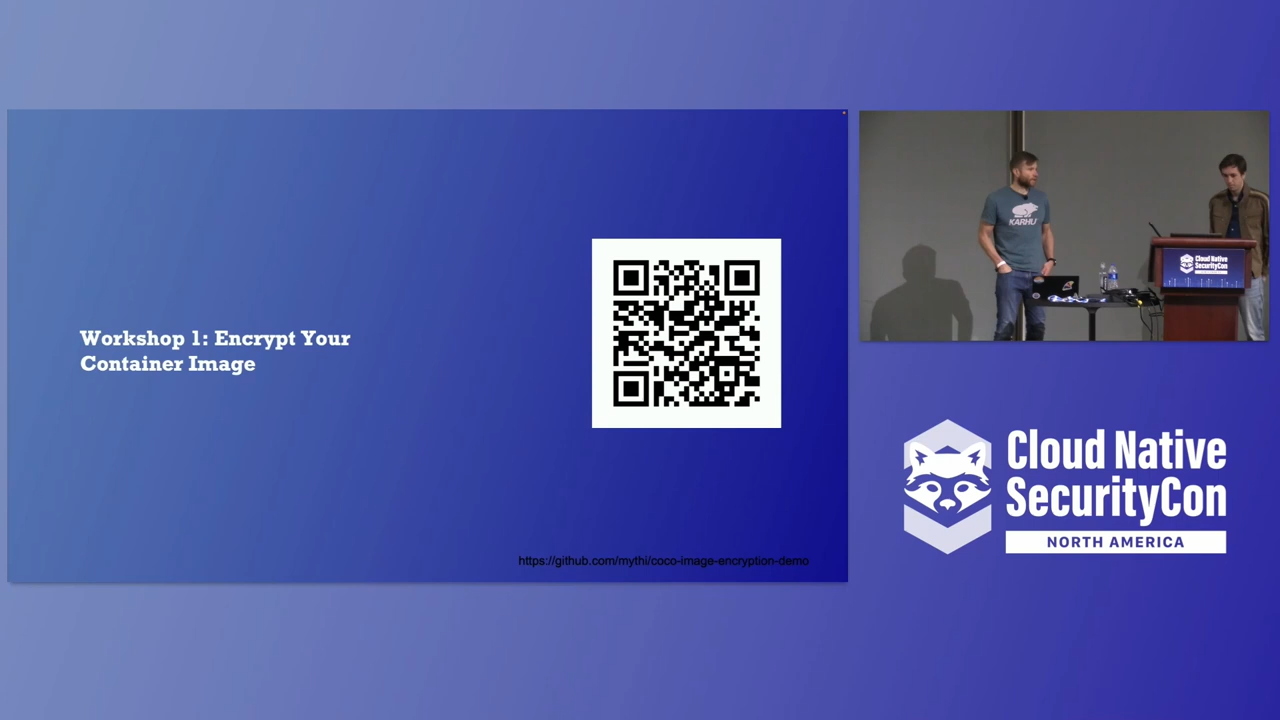 Workshop 1: Encrypt Your
Container Image
https://github.com/mythi/coco-image-encryption-demo
KARHU
Cloud Native
SecurityCon
Cloud Native
SecurityCon
NORTH AMERICA